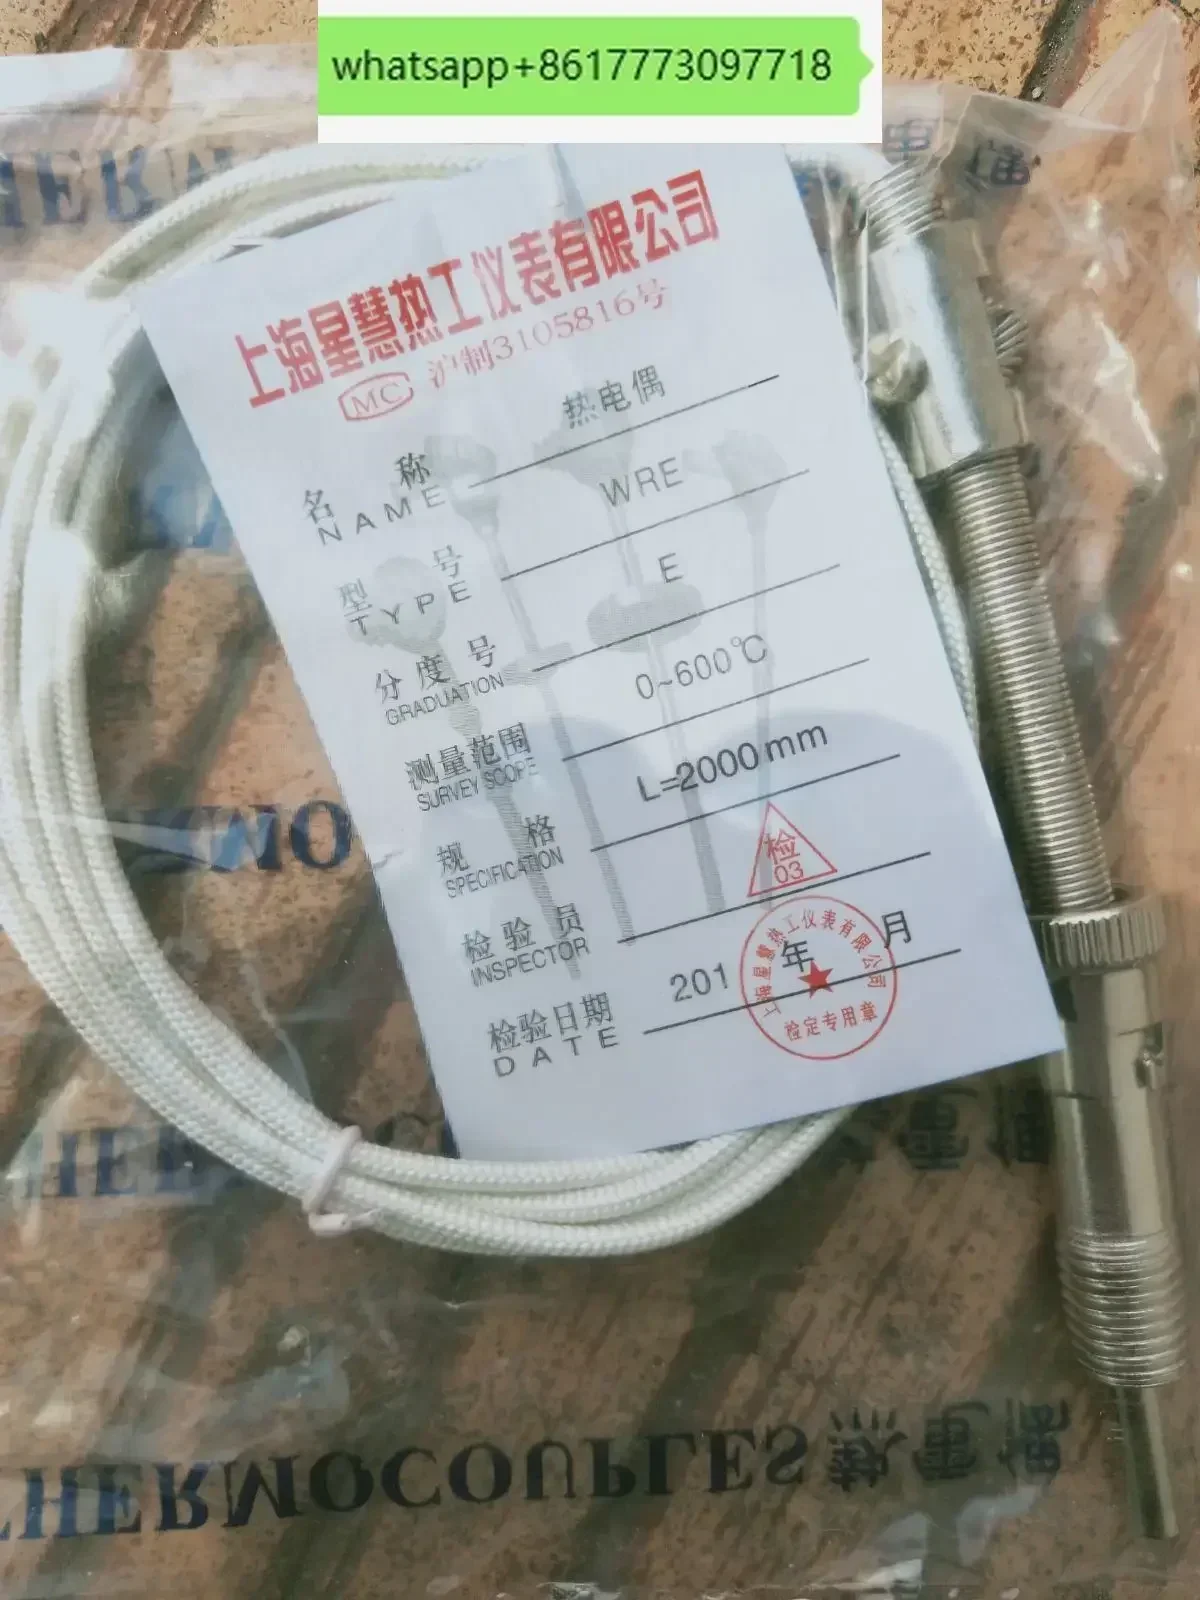 whatsapp+8617773097718
上海星慧热工仪表有限公司
MC 沪制3105816号
名 称 热电偶
NAME
型 号 WRE
TYPE
分度号 E
GRADUATION
测量范围 0~600℃
SURVEY SCOPE
规 格 L=2000mm
SPECIFICATION
检验员 检
INSPECTOR 03
检验日期 201 年 月
DATE
上海星慧热工仪表有限公司
检定专用章
HERMOCOUPLES 热電偶